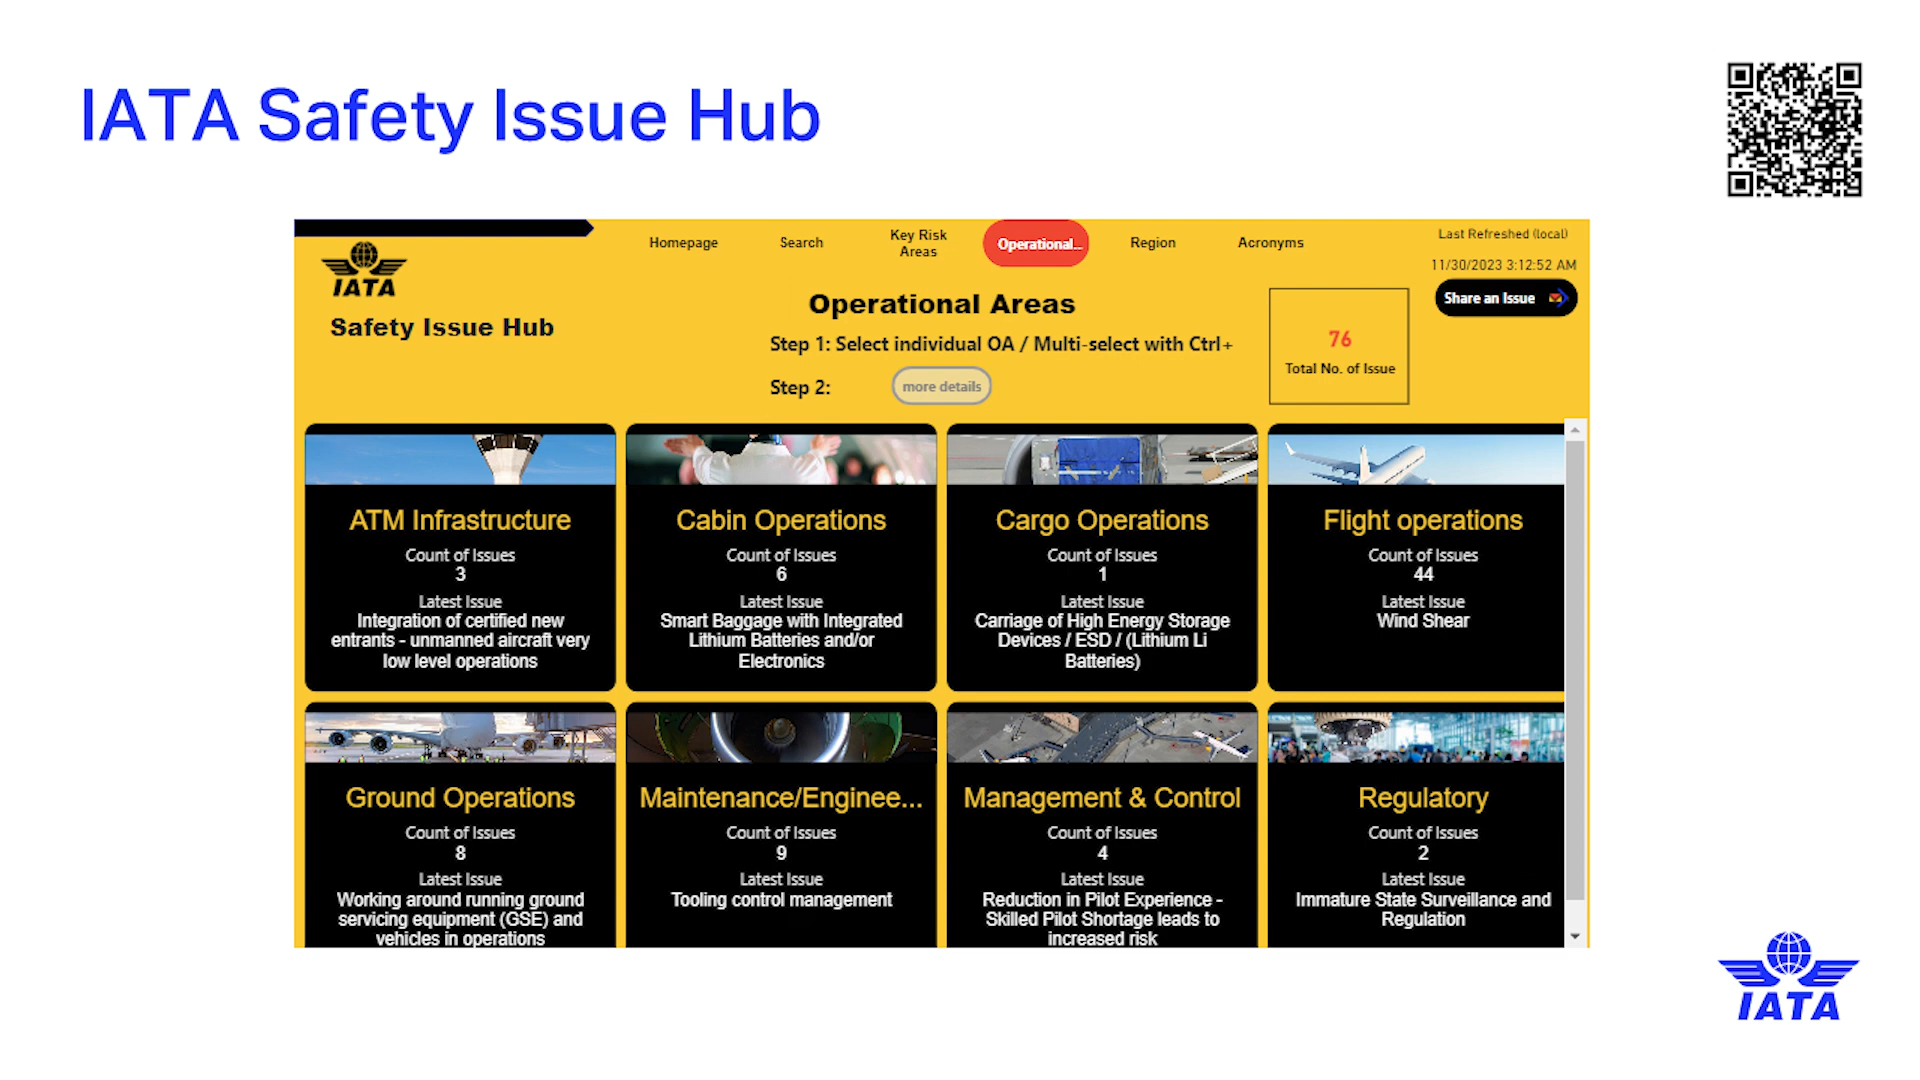 IATA Safety Issue Hub
Homepage
Search
Key Risk
Areas
Operational...
Region
Acronyms
Last Refreshed (local)
11/30/2023 3:12:52 AM
Share an Issue
IATA
Safety Issue Hub
Operational Areas
Step 1: Select individual OA / Multi-select with Ctrl+
Step 2:
more details
76
Total No. of Issue
ATM Infrastructure
Count of Issues
3
Latest Issue
Integration of certified new
entrants - unmanned aircraft very
low level operations
Cabin Operations
Count of Issues
6
Latest Issue
Smart Baggage with Integrated
Lithium Batteries and/or
Electronics
Cargo Operations
Count of Issues
1
Latest Issue
Carriage of High Energy Storage
Devices / ESD / (Lithium Li
Batteries)
Flight operations
Count of Issues
44
Latest Issue
Wind Shear
Ground Operations
Count of Issues
8
Latest Issue
Working around running ground
servicing equipment (GSE) and
vehicles in operations
Maintenance/Enginee...
Count of Issues
9
Latest Issue
Tooling control management
Management & Control
Count of Issues
4
Latest Issue
Reduction in Pilot Experience -
Skilled Pilot Shortage leads to
increased risk
Regulatory
Count of Issues
2
Latest Issue
Immature State Surveillance and
Regulation
IATA